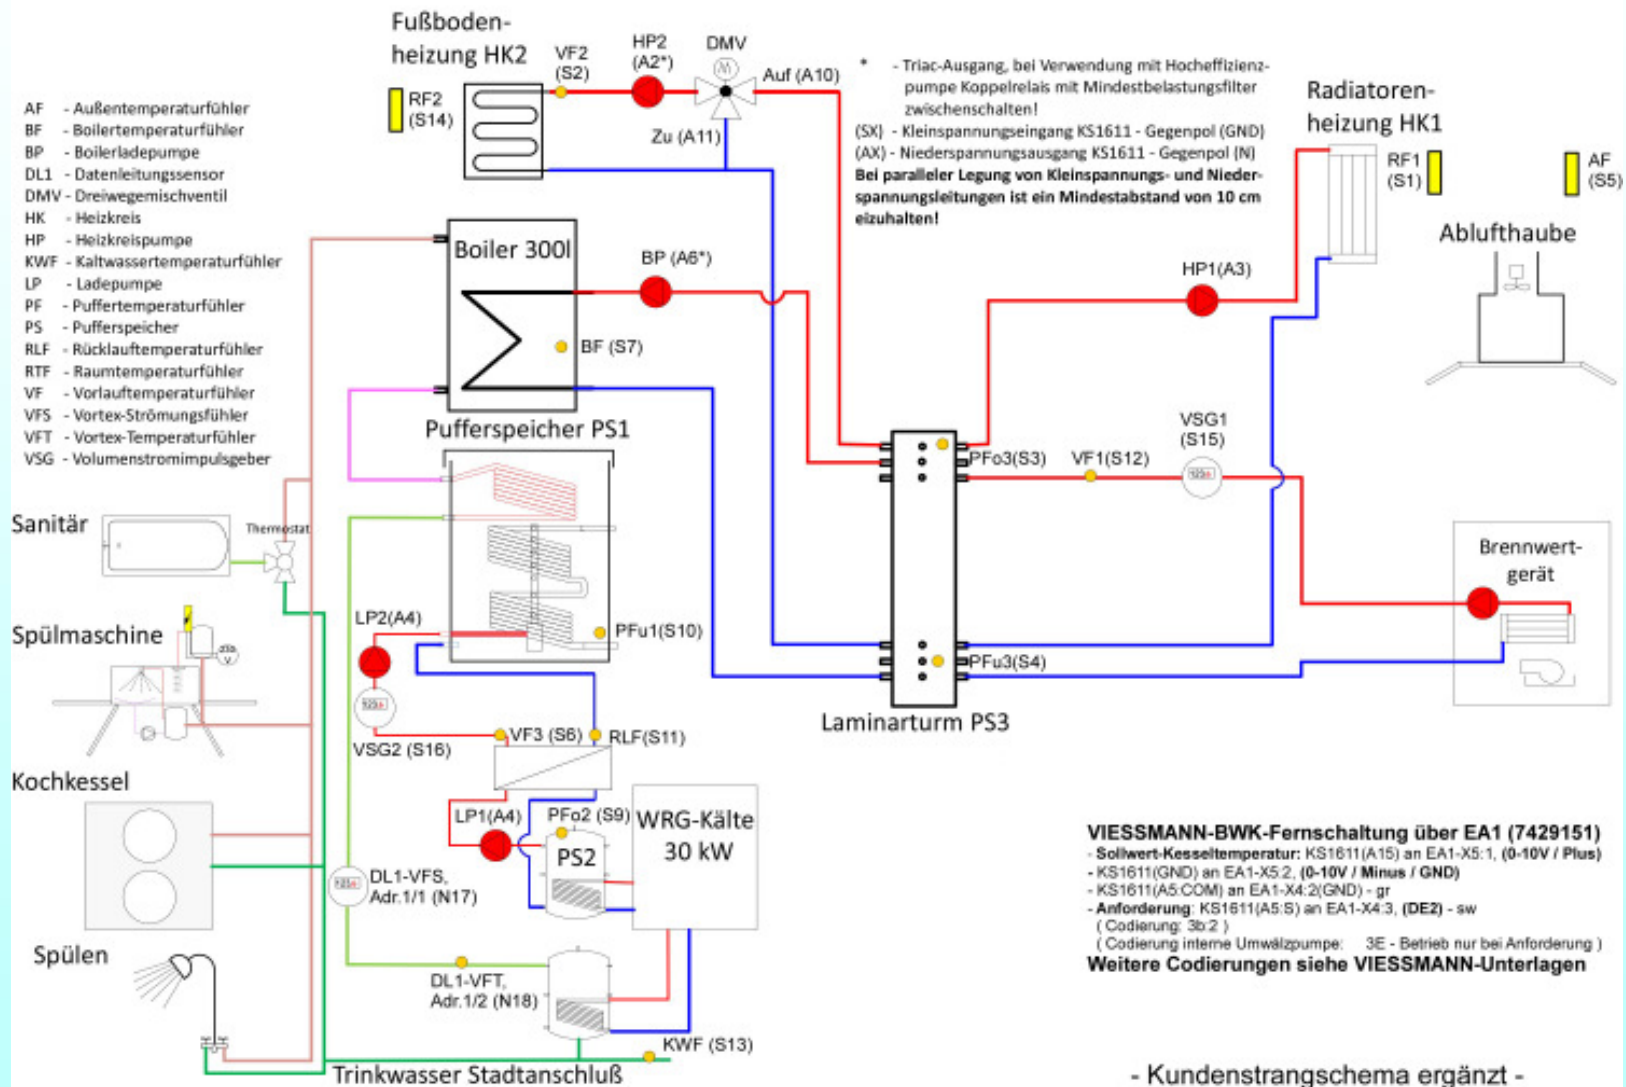 Fußboden-
heizung HK2
RF2
(S14)
VF2
(S2)
HP2
(A2*)
DMV
Auf (A10)
Zu (A11)
* - Triac-Ausgang, bei Verwendung mit Hocheffizienz-
pumpe Koppelrelais mit Mindestbelastungsfilter
zwischenschalten!
(SX) - Kleinspannungseingang KS1611 - Gegenpol (GND)
(AX) - Niederspannungsausgang KS1611 - Gegenpol (N)
Bei paralleler Legung von Kleinspannungs- und Nieder-
spannungsleitungen ist ein Mindestabstand von 10 cm
eizuhalten!
Radiatoren-
heizung HK1
RF1
(S1)
AF
(S5)
Ablufthaube
AF - Außentemperaturfühler
BF - Boilertemperaturfühler
BP - Boilerladepumpe
DL1 - Datenleitungssensor
DMV - Dreiwegemischventil
HK - Heizkreis
HP - Heizkreispumpe
KWF - Kaltwassertemperaturfühler
LP - Ladepumpe
PF - Puffertemperaturfühler
PS - Pufferspeicher
RLF - Rücklauftemperaturfühler
RTF - Raumtemperaturfühler
VF - Vorlauftemperaturfühler
VFS - Vortex-Strömungsfühler
VFT - Vortex-Temperaturfühler
VSG - Volumenstromimpulsgeber
Boiler 300l
BP (A6*)
BF (S7)
HP1(A3)
Pufferspeicher PS1
VSG1
(S15)
PFo3(S3)
VF1(S12)
Sanitär
Thermostat
Brennwert-
gerät
LP2(A4)
PFu1(S10)
Spülmaschine
PFu3(S4)
Laminarturm PS3
VSG2 (S16)
VF3 (S6)
RLF(S11)
Kochkessel
LP1(A4)
PFo2 (S9)
PS2
WRG-Kälte
30 kW
DL1-VFS,
Adr.1/1 (N17)
Spülen
DL1-VFT,
Adr.1/2 (N18)
KWF (S13)
Trinkwasser Stadtanschluß
VIESSMANN-BWK-Fernschaltung über EA1 (7429151)
- Sollwert-Kesseltemperatur: KS1611(A15) an EA1-X5:1, (0-10V / Plus)
- KS1611(GND) an EA1-X5:2, (0-10V / Minus / GND)
- KS1611(A5:COM) an EA1-X4:2(GND) - gr
- Anforderung: KS1611(A5:S) an EA1-X4:3, (DE2) - sw
( Codierung: 3b:2 )
( Codierung interne Umwälzpumpe: 3E - Betrieb nur bei Anforderung )
Weitere Codierungen siehe VIESSMANN-Unterlagen
- Kundenstrangschema ergänzt -